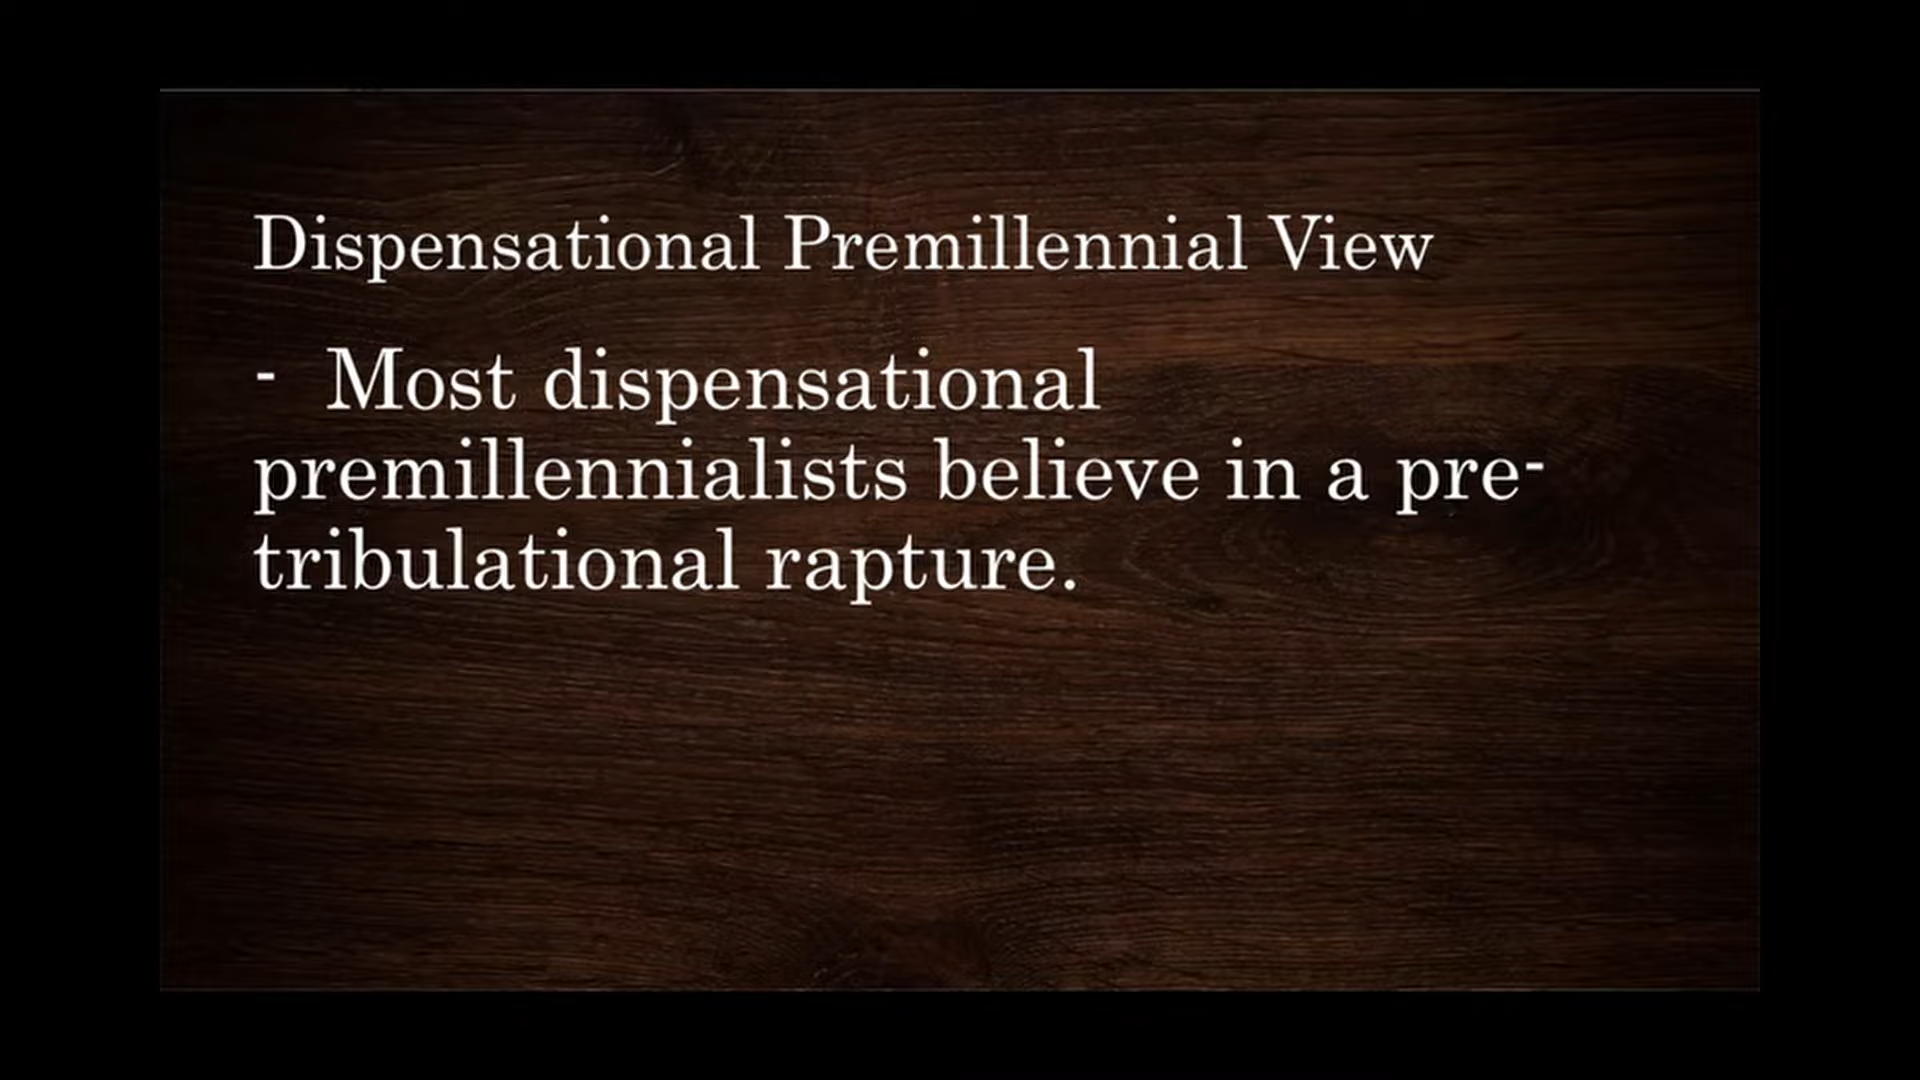 Dispensational Premillennial View
- Most dispensational
premillennialists believe in a pre-
tribulational rapture.